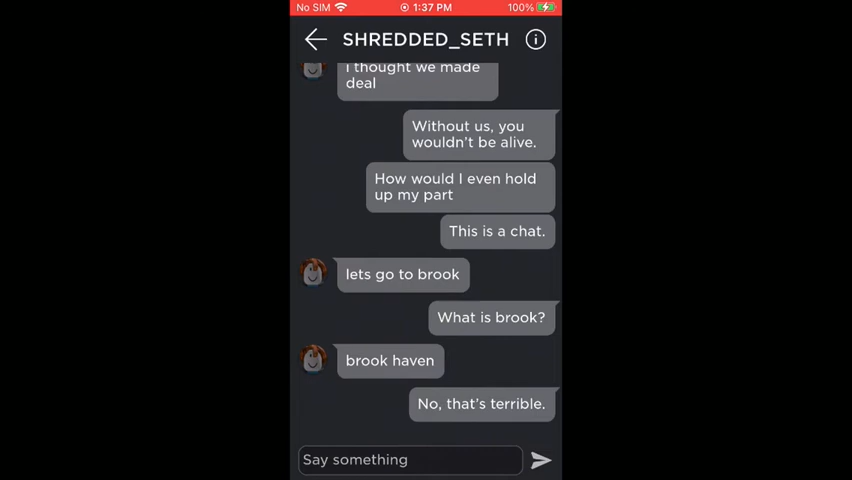 No SIM 1:37 PM 100%
SHREDDED_SETH
i thought we made
deal
Without us, you
wouldn't be alive.
How would I even hold
up my part
This is a chat.
lets go to brook
What is brook?
brook haven
No, that's terrible.
Say something